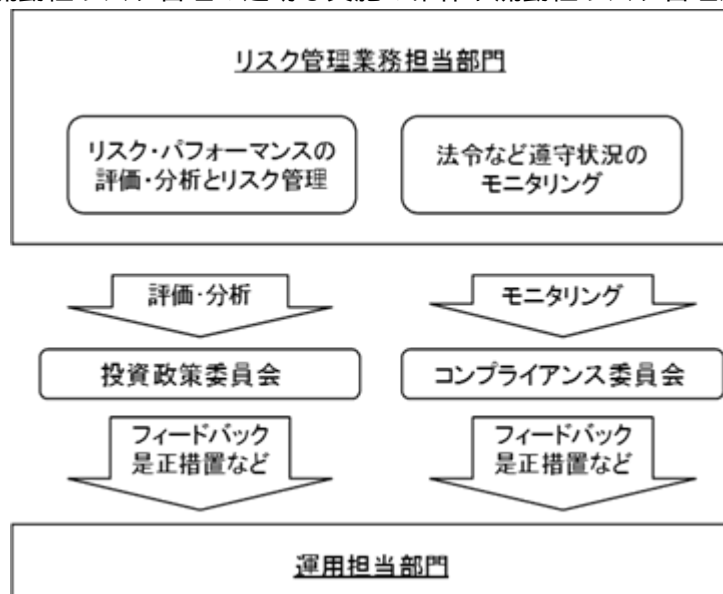 リスク管理業務担当部門
リスク・パフォーマンスの
評価・分析とリスク管理
法令など遵守状況の
モニタリング
評価・分析
モニタリング
投資政策委員会
コンプライアンス委員会
フィードバック
是正措置など
フィードバック
是正措置など
運用担当部門